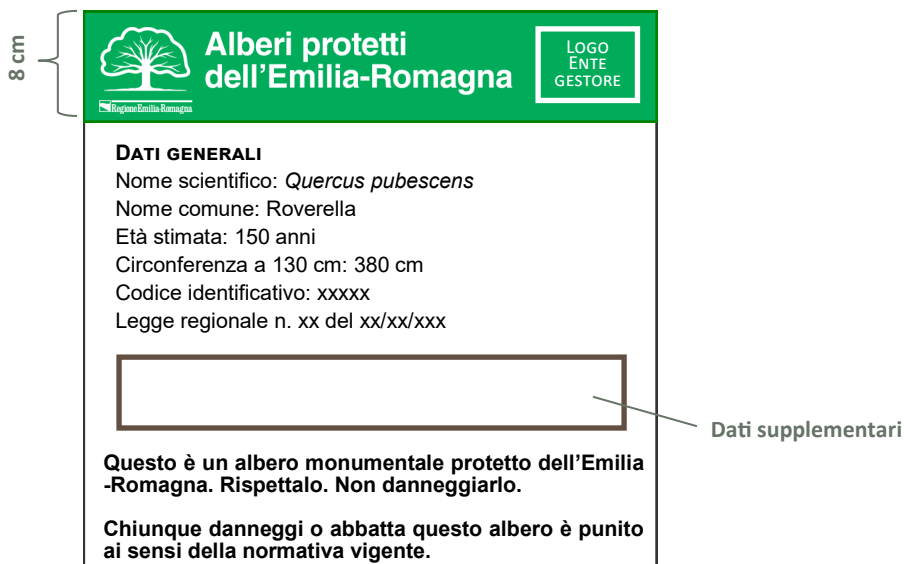 8 cm
Alberi protetti
dell’Emilia-Romagna
RegioneEmilia-Romagna
LOGO
ENTE
GESTORE
DATI GENERALI
Nome scientifico: Quercus pubescens
Nome comune: Roverella
Età stimata: 150 anni
Circonferenza a 130 cm: 380 cm
Codice identificativo: xxxxx
Legge regionale n. xx del xx/xx/xxx
Dati supplementari
Questo è un albero monumentale protetto dell’Emilia
-Romagna. Rispettalo. Non danneggiarlo.
Chiunque danneggi o abbatta questo albero è punito
ai sensi della normativa vigente.